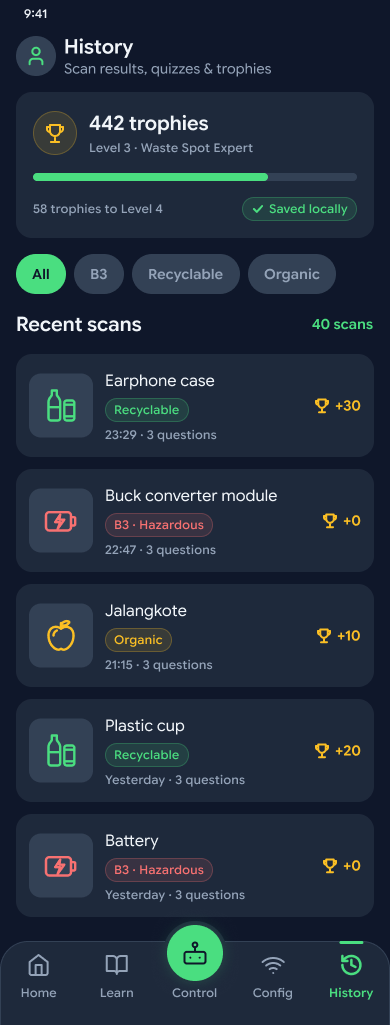 9:41
History
Scan results, quizzes & trophies
442 trophies
Level 3 · Waste Spot Expert
58 trophies to Level 4
Saved locally
All
B3
Recyclable
Organic
Recent scans
40 scans
Earphone case
Recyclable
23:29 · 3 questions
+30
Buck converter module
B3 · Hazardous
22:47 · 3 questions
+0
Jalangkote
Organic
21:15 · 3 questions
+10
Plastic cup
Recyclable
Yesterday · 3 questions
+20
Battery
B3 · Hazardous
Yesterday · 3 questions
+0
Home
Learn
Control
Config
History